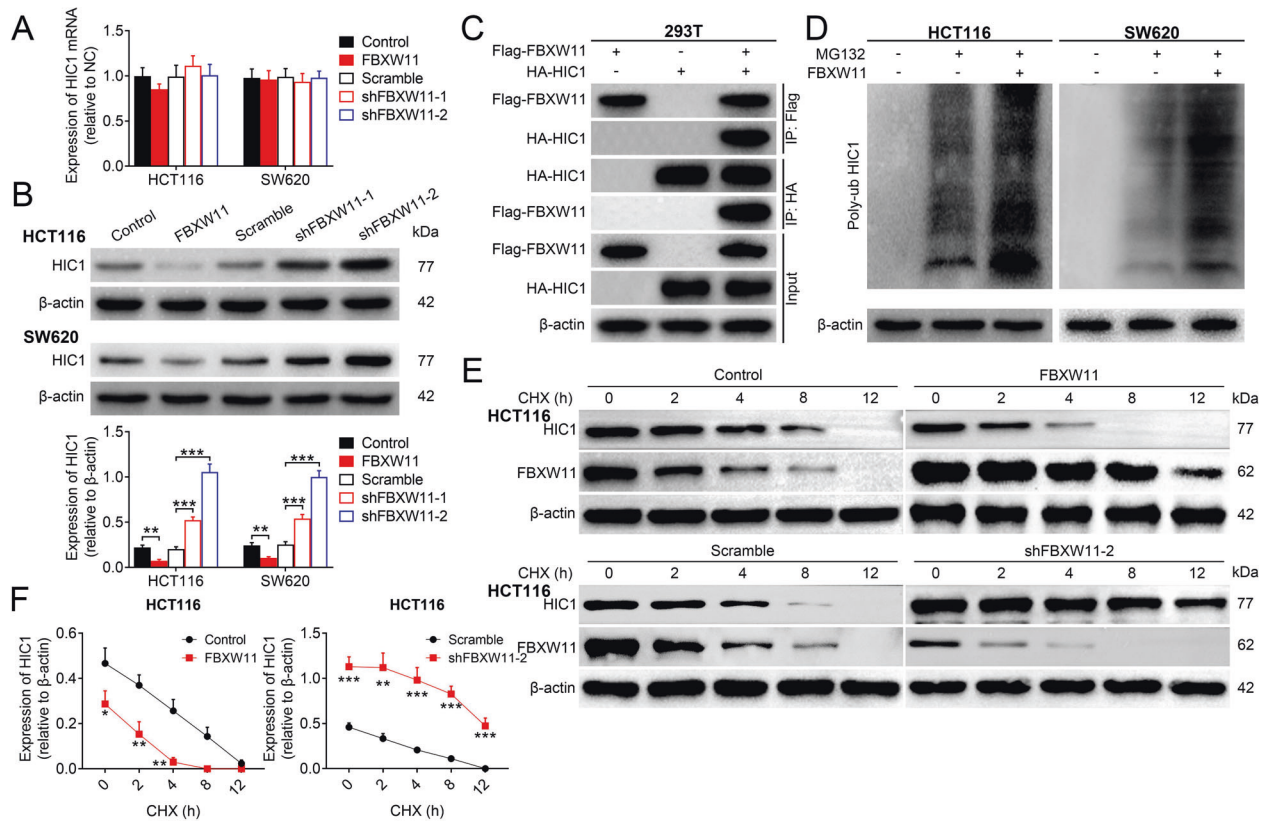 A
Expression of HIC1 mRNA
(relative to NC)
1.5
1.0
0.5
0.0
HCT116 SW620
Control
FBXW11
Scramble
shFBXW11-1
shFBXW11-2
B
Control FBXW11 Scramble shFBXW11-1 shFBXW11-2 kDa
HCT116
HIC1 77
β-actin 42
SW620
HIC1 77
β-actin 42
Expression of HIC1
(relative to β-actin)
1.5
1.0
0.5
0.0
** *** *** ** *** ***
HCT116 SW620
Control
FBXW11
Scramble
shFBXW11-1
shFBXW11-2
C
293T
Flag-FBXW11 + - +
HA-HIC1 - + +
Flag-FBXW11
HA-HIC1
IP: Flag
HA-HIC1
Flag-FBXW11
IP: HA
Flag-FBXW11
HA-HIC1
β-actin
Input
D
HCT116 SW620
MG132 - + + - + +
FBXW11 - - + - - +
Poly-ub HIC1
β-actin
E
Control FBXW11
CHX (h) 0 2 4 8 12 0 2 4 8 12 kDa
HCT116
HIC1 77
FBXW11 62
β-actin 42
Scramble shFBXW11-2
CHX (h) 0 2 4 8 12 0 2 4 8 12 kDa
HCT116
HIC1 77
FBXW11 62
β-actin 42
F
HCT116
Expression of HIC1
(relative to β-actin)
0.6
0.4
0.2
0.0
Control
FBXW11
* ** **
0 2 4 8 12
CHX (h)
HCT116
Expression of HIC1
(relative to β-actin)
1.5
1.0
0.5
0.0
Scramble
shFBXW11-2
*** ** *** *** ***
0 2 4 8 12
CHX (h)